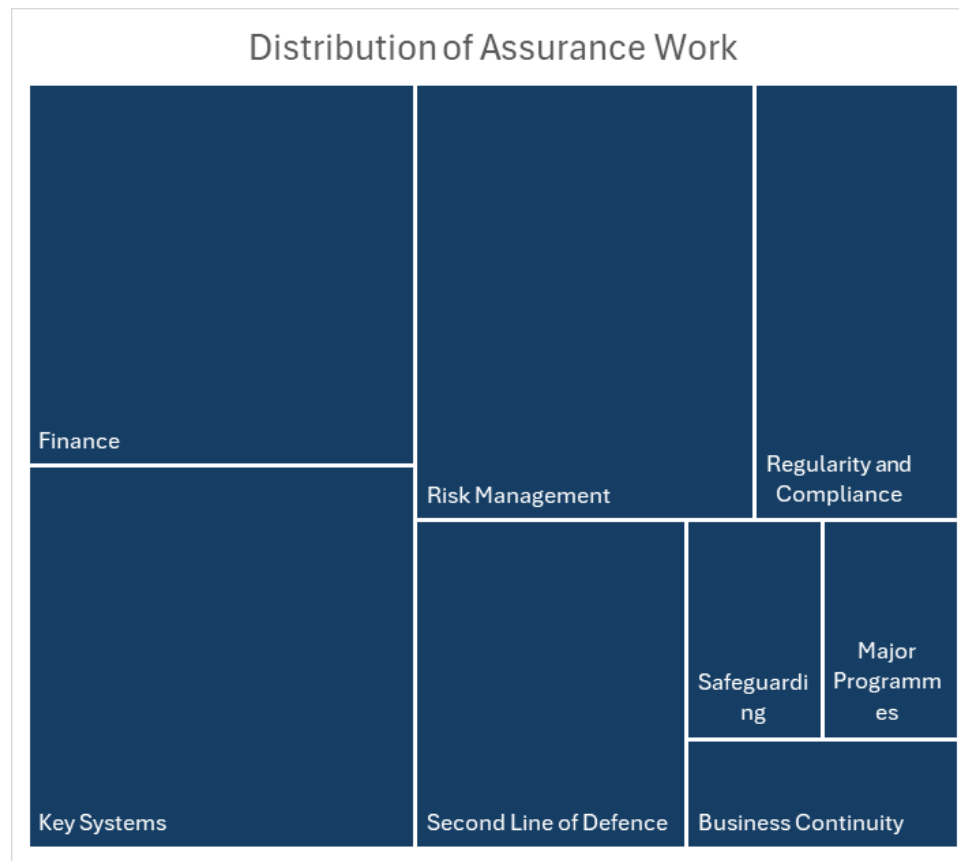 Distribution of Assurance Work
Finance
Risk Management
Regularity and
Compliance
Key Systems
Second Line of Defence
Safeguardi
ng
Major
Programm
es
Business Continuity